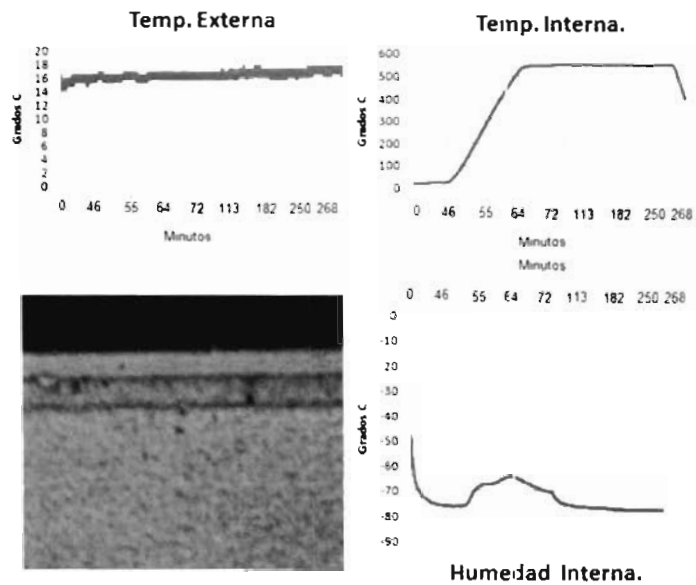 Temp. Externa
20
18
16
14
12
10
8
6
4
2
0
Grados C
0 46 55 64 72 113 182 250 268
Minutos
Temp. Interna.
600
500
400
300
200
100
0
Grados C
0 46 55 64 72 113 182 250 268
Minutos
Minutos
0 46 55 64 72 113 182 250 268
0
-10
-20
-30
-40
-50
-60
-70
-80
-90
Grados C
Humedad Interna.